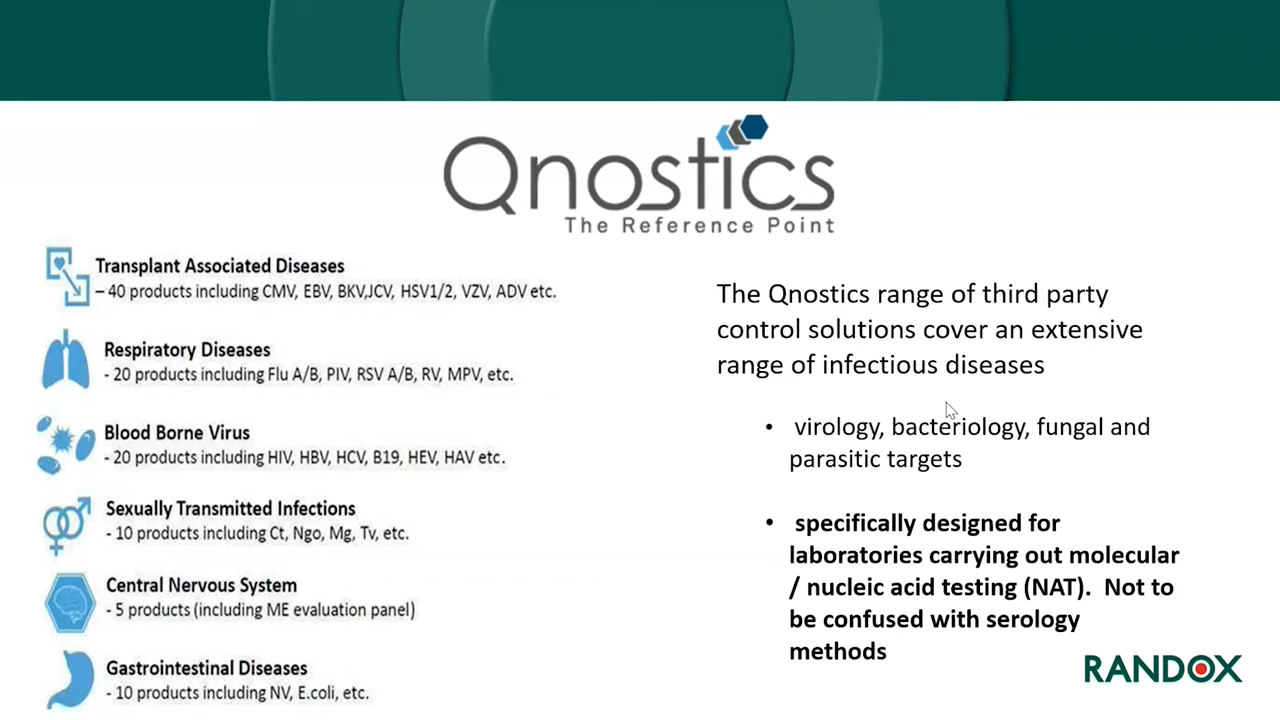 Qnostics
The Reference Point
Transplant Associated Diseases
– 40 products including CMV, EBV, BKV,JCV, HSV1/2, VZV, ADV etc.
Respiratory Diseases
- 20 products including Flu A/B, PIV, RSV A/B, RV, MPV, etc.
Blood Borne Virus
- 20 products including HIV, HBV, HCV, B19, HEV, HAV etc.
Sexually Transmitted Infections
- 10 products including Ct, Ngo, Mg, Tv, etc.
Central Nervous System
- 5 products (including ME evaluation panel)
Gastrointestinal Diseases
- 10 products including NV, E.coli, etc.
The Qnostics range of third party
control solutions cover an extensive
range of infectious diseases
• virology, bacteriology, fungal and
parasitic targets
• specifically designed for
laboratories carrying out molecular
/ nucleic acid testing (NAT). Not to
be confused with serology
methods
RANDOX